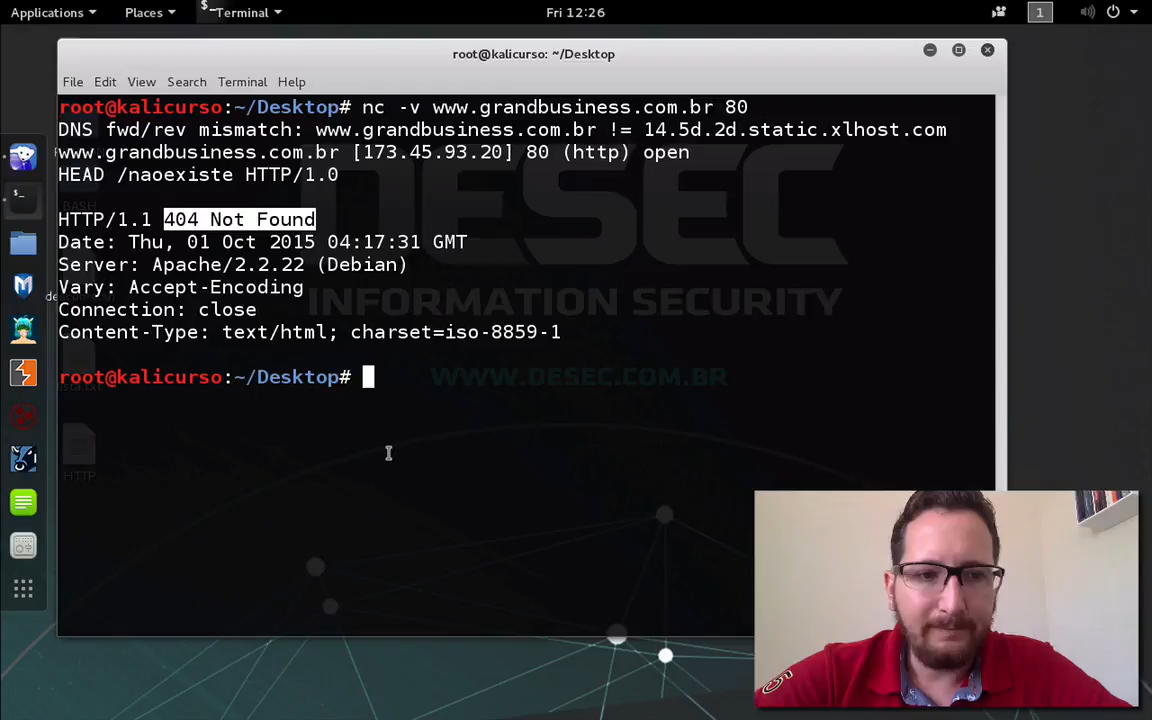 Applications
Places
Terminal
Fri 12:26
1
root@kalicurso: ~/Desktop
File Edit View Search Terminal Help
root@kalicurso:~/Desktop# nc -v www.grandbusiness.com.br 80
DNS fwd/rev mismatch: www.grandbusiness.com.br != 14.5d.2d.static.xlhost.com
www.grandbusiness.com.br [173.45.93.20] 80 (http) open
HEAD /naoexiste HTTP/1.0
HTTP/1.1 404 Not Found
Date: Thu, 01 Oct 2015 04:17:31 GMT
Server: Apache/2.2.22 (Debian)
Vary: Accept-Encoding
Connection: close
Content-Type: text/html; charset=iso-8859-1
root@kalicurso:~/Desktop#
DESEC
INFORMATION SECURITY
WWW.DESEC.COM.BR
BASH
HTTP